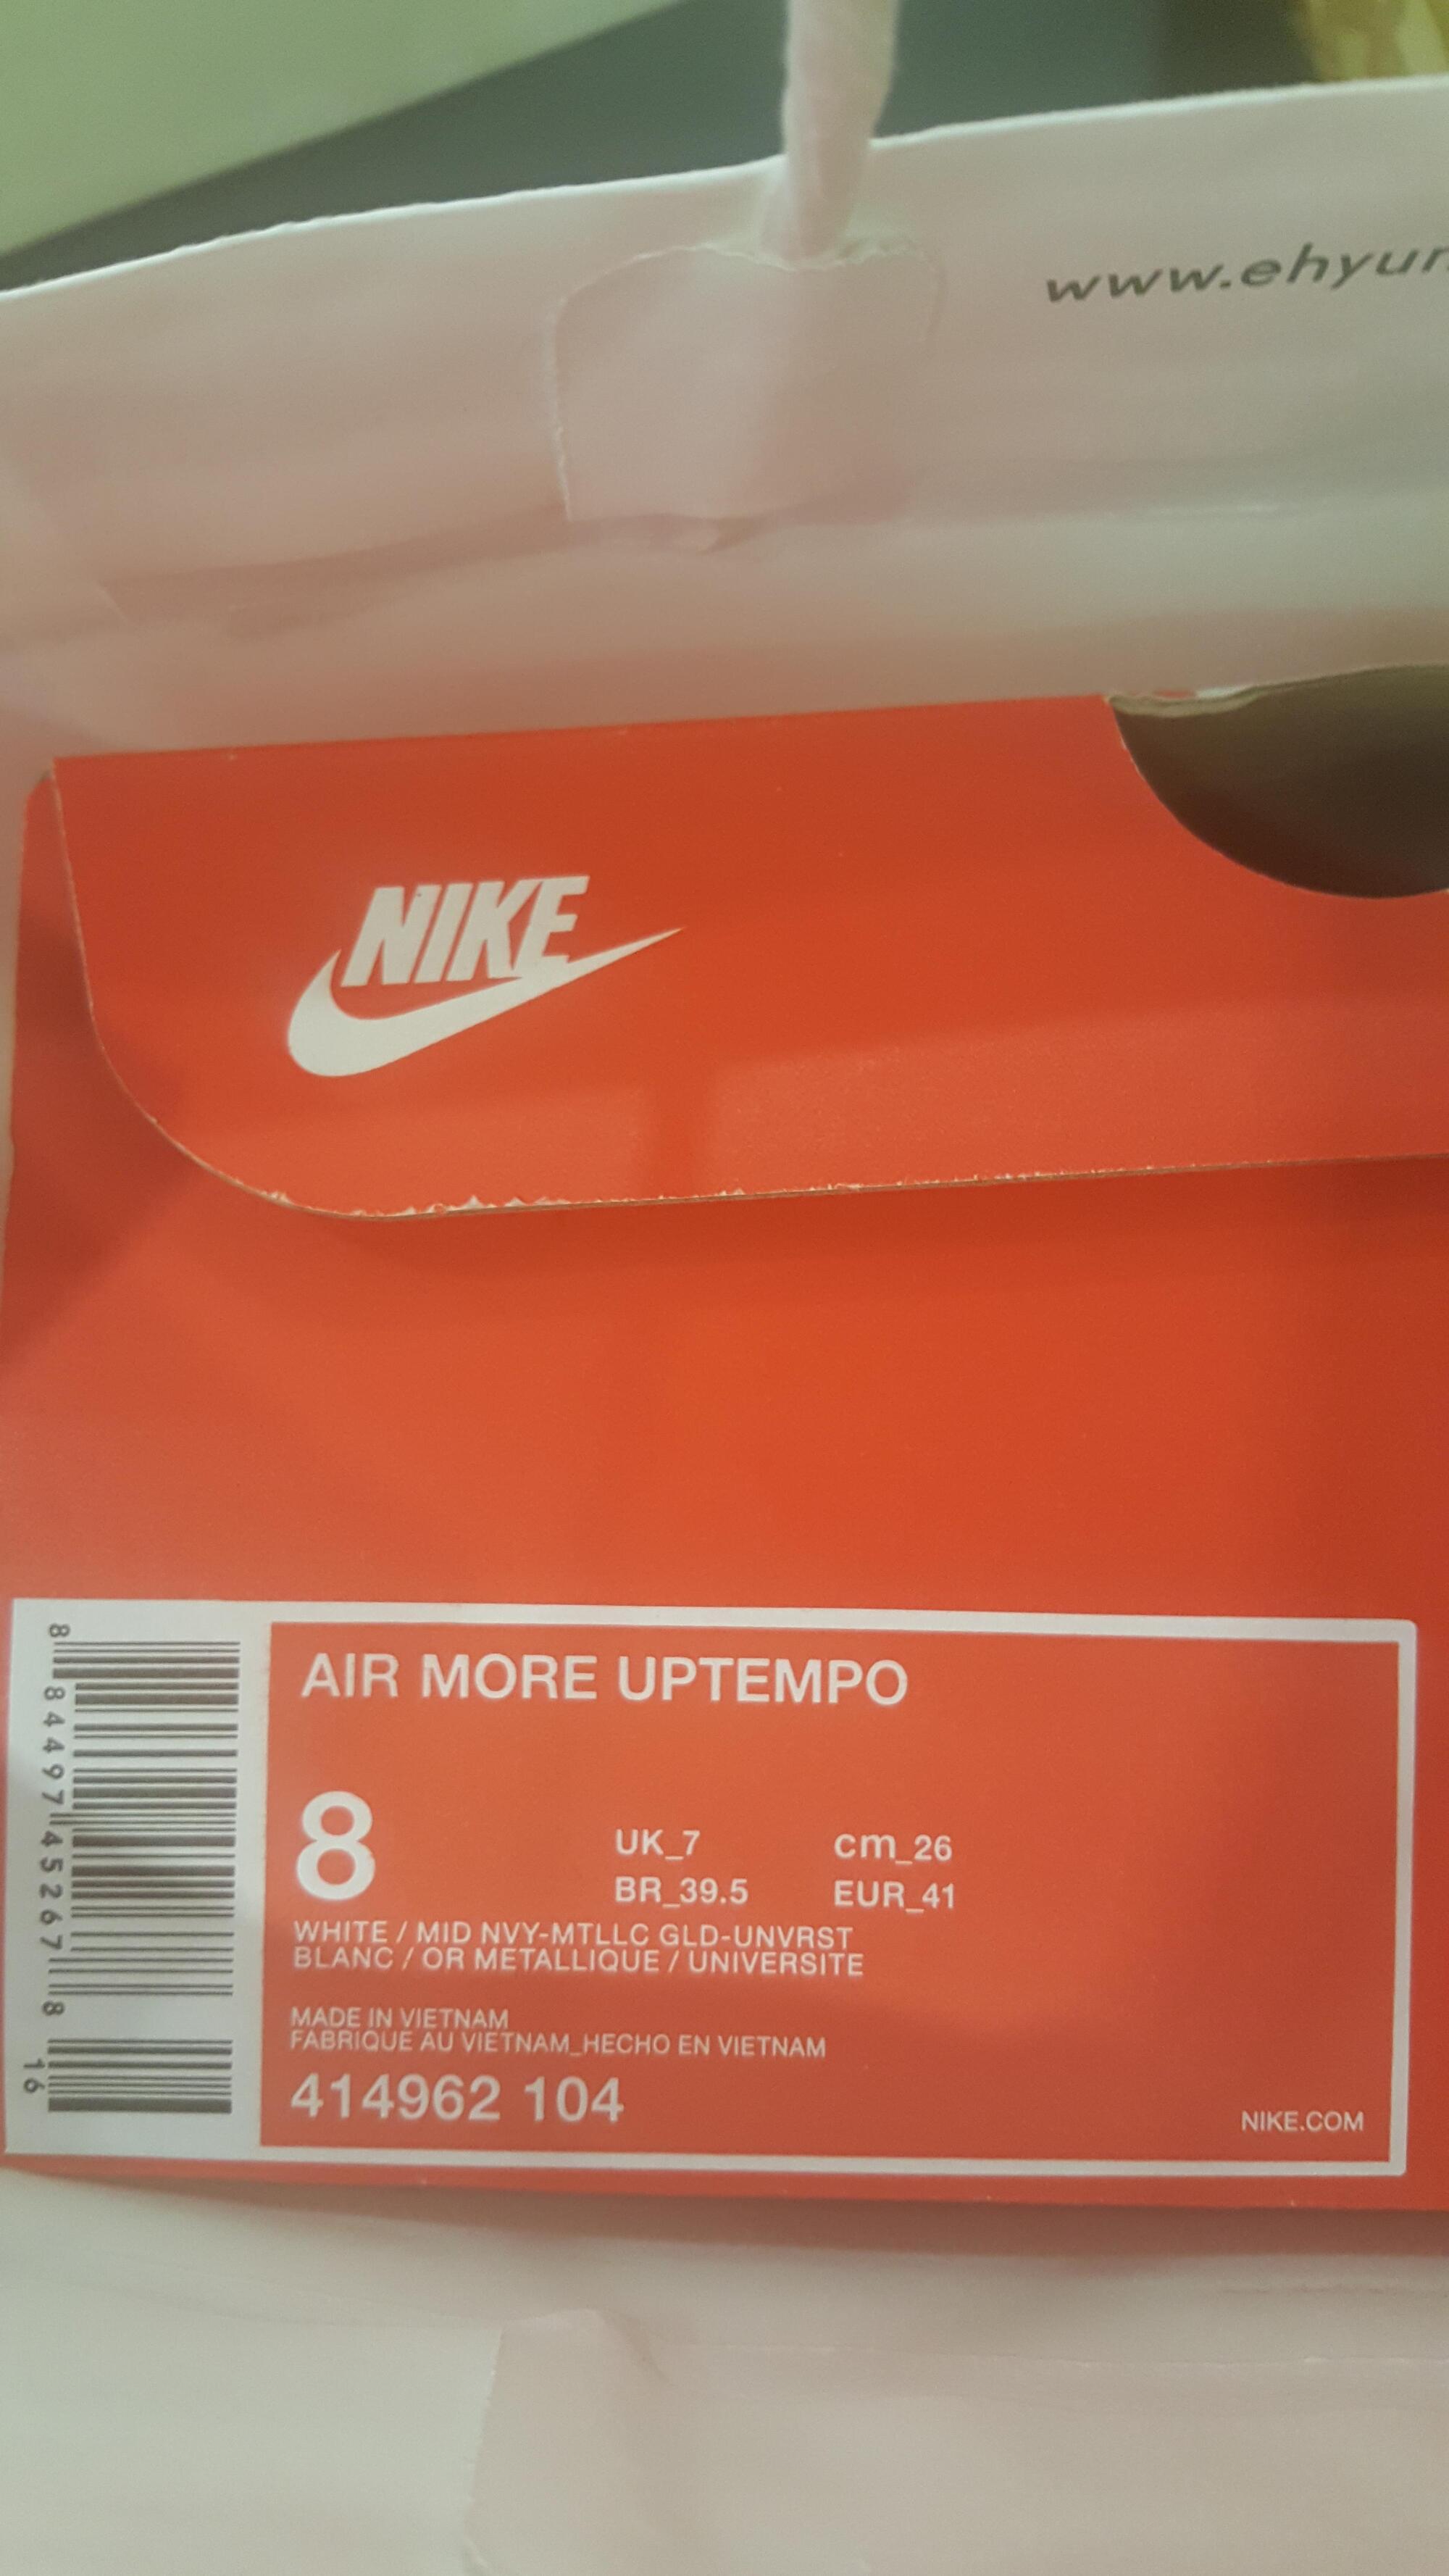 www.ehyun
NIKE
AIR MORE UPTEMPO
8
UK_7
cm_26
BR_39.5
EUR_41
WHITE / MID NVY-MTLLC GLD-UNVRST
BLANC / OR METALLIQUE / UNIVERSITE
MADE IN VIETNAM
FABRIQUE AU VIETNAM_HECHO EN VIETNAM
414962 104
NIKE.COM
8 84497 45267 8
16